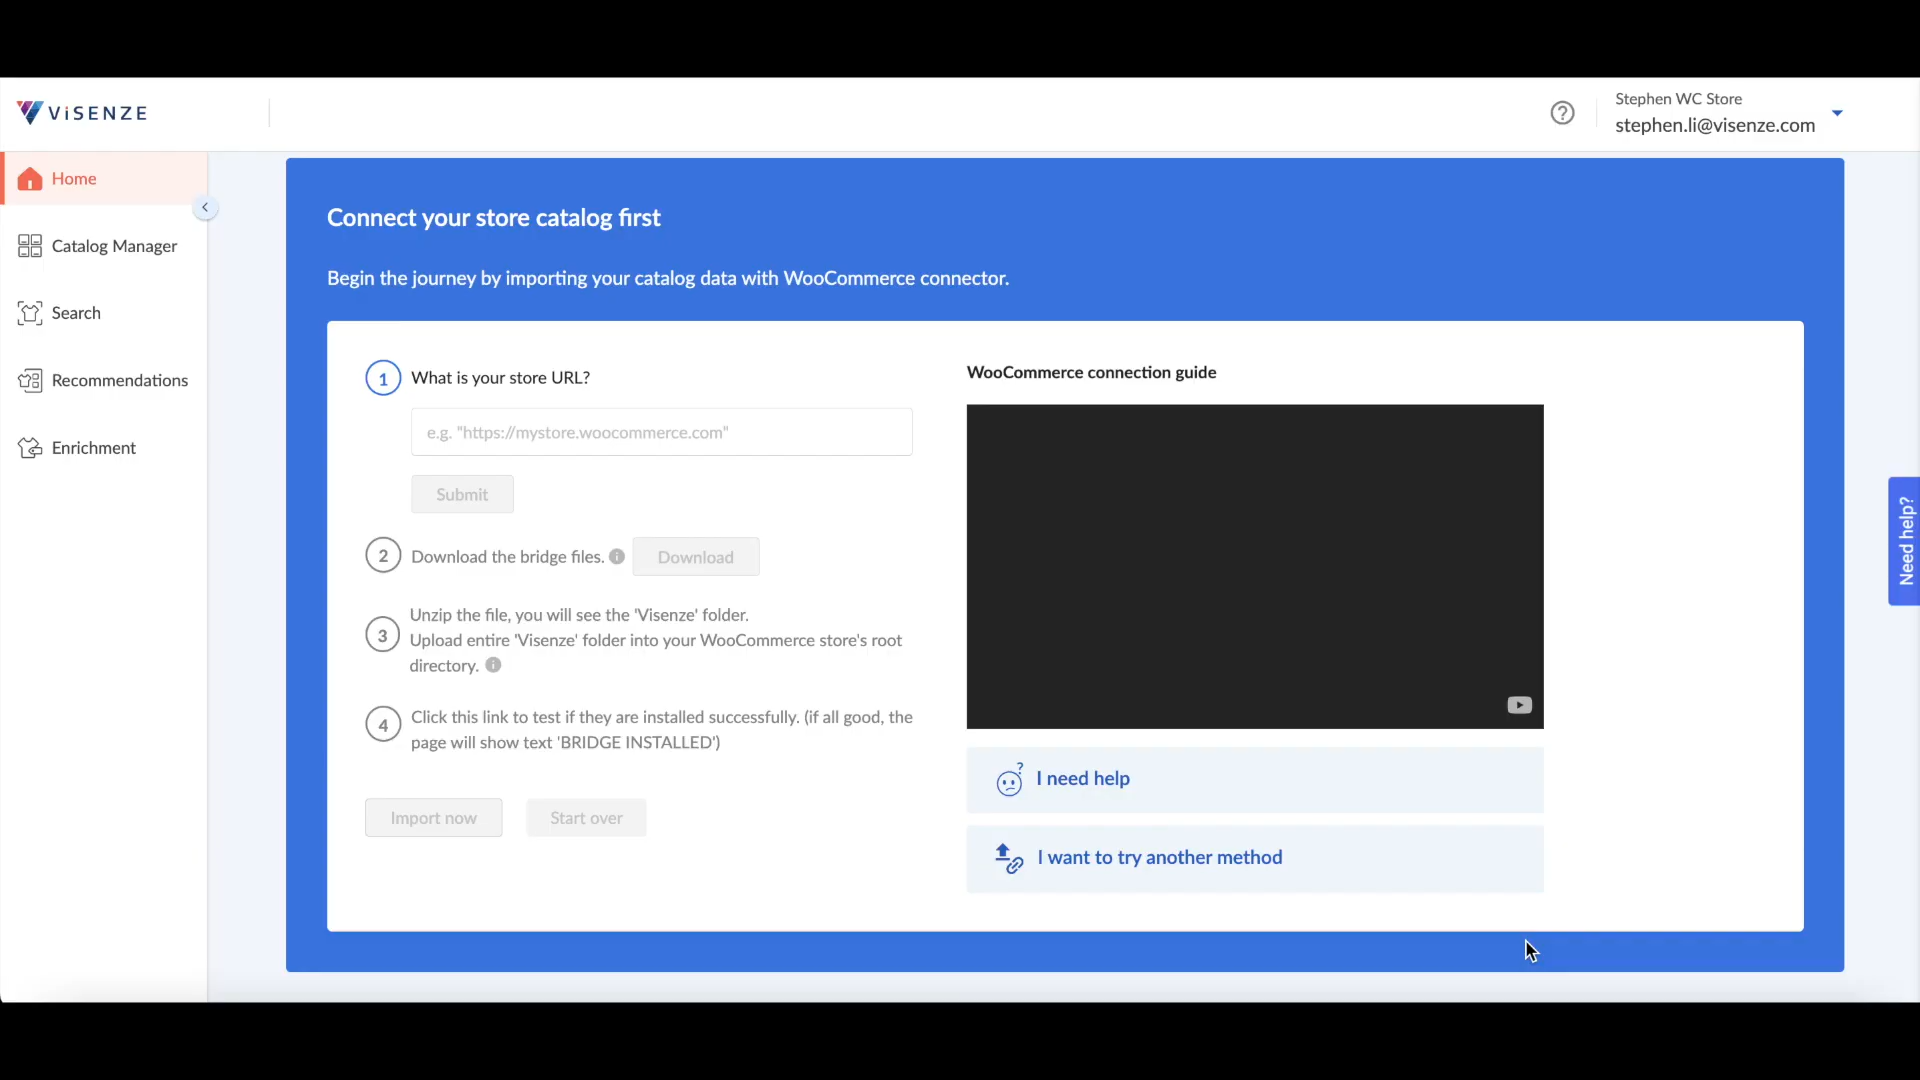 ViSENZE
Stephen WC Store
stephen.li@visenze.com
Home
Catalog Manager
Search
Recommendations
Enrichment
Connect your store catalog first
Begin the journey by importing your catalog data with WooCommerce connector.
1 What is your store URL?
e.g. "https://mystore.woocommerce.com"
Submit
2 Download the bridge files. Download
3 Unzip the file, you will see the 'Visenze' folder.
Upload entire 'Visenze' folder into your WooCommerce store's root
directory.
4 Click this link to test if they are installed successfully. (if all good, the
page will show text 'BRIDGE INSTALLED')
Import now
Start over
WooCommerce connection guide
I need help
I want to try another method
Need help?